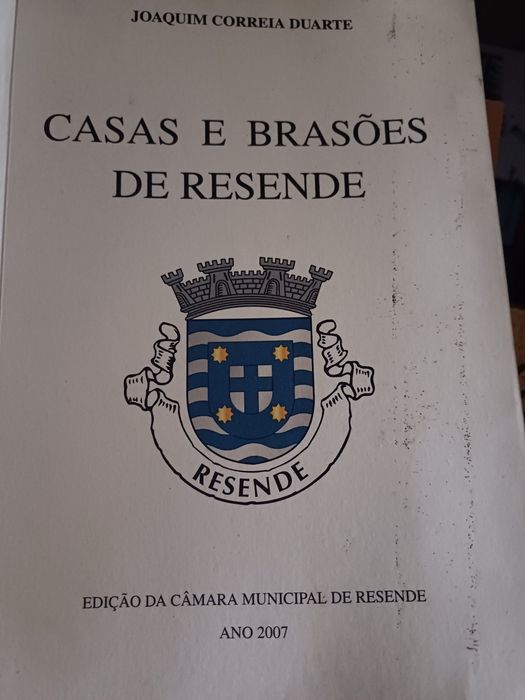 JOAQUIM CORREIA DUARTE
CASAS E BRASÕES
DE RESENDE
RESENDE
EDIÇÃO DA CÂMARA MUNICIPAL DE RESENDE
ANO 2007